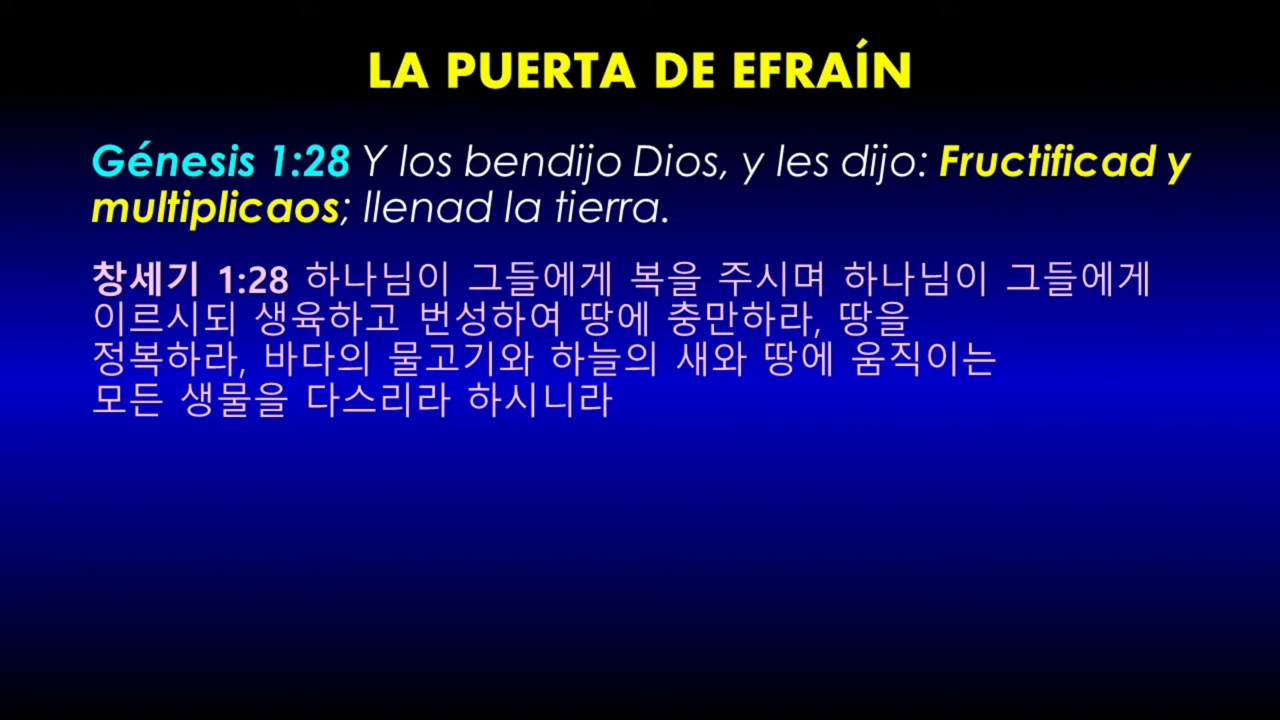 LA PUERTA DE EFRAÍN
Génesis 1:28 Y los bendijo Dios, y les dijo: Fructificad y
multiplicaos; llenad la tierra.
창세기 1:28 하나님이 그들에게 복을 주시며 하나님이 그들에게
이르시되 생육하고 번성하여 땅에 충만하라, 땅을
정복하라, 바다의 물고기와 하늘의 새와 땅에 움직이는
모든 생물을 다스리라 하시니라